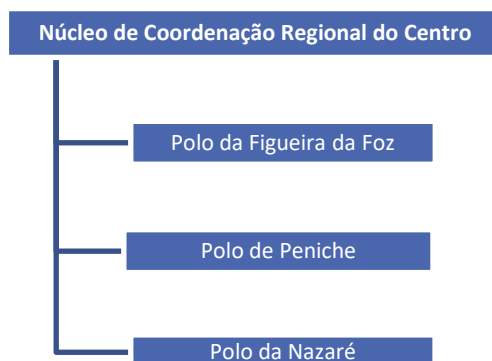 Núcleo de Coordenação Regional do Centro
Polo da Figueira da Foz
Polo de Peniche
Polo da Nazaré